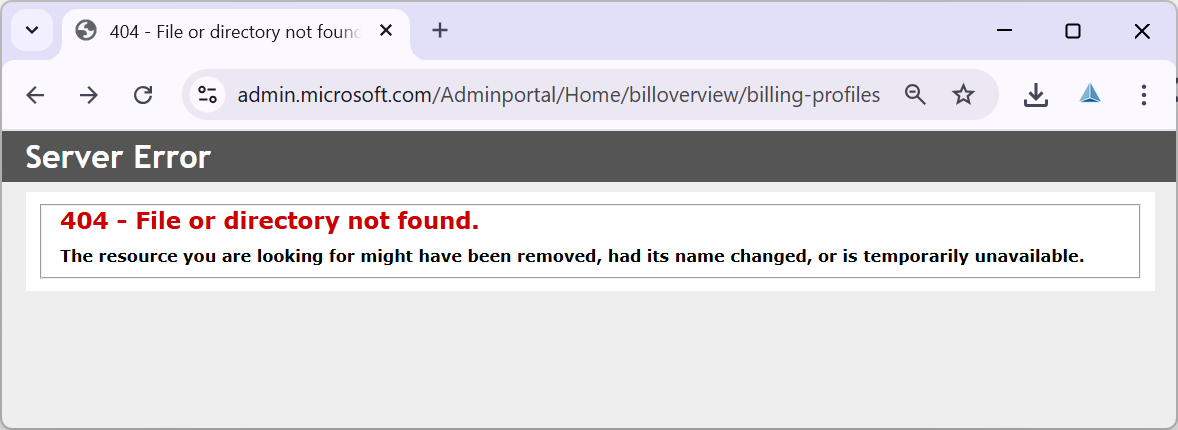 404 - File or directory not found
admin.microsoft.com/Adminportal/Home/billoverview/billing-profiles
Server Error
404 - File or directory not found.
The resource you are looking for might have been removed, had its name changed, or is temporarily unavailable.